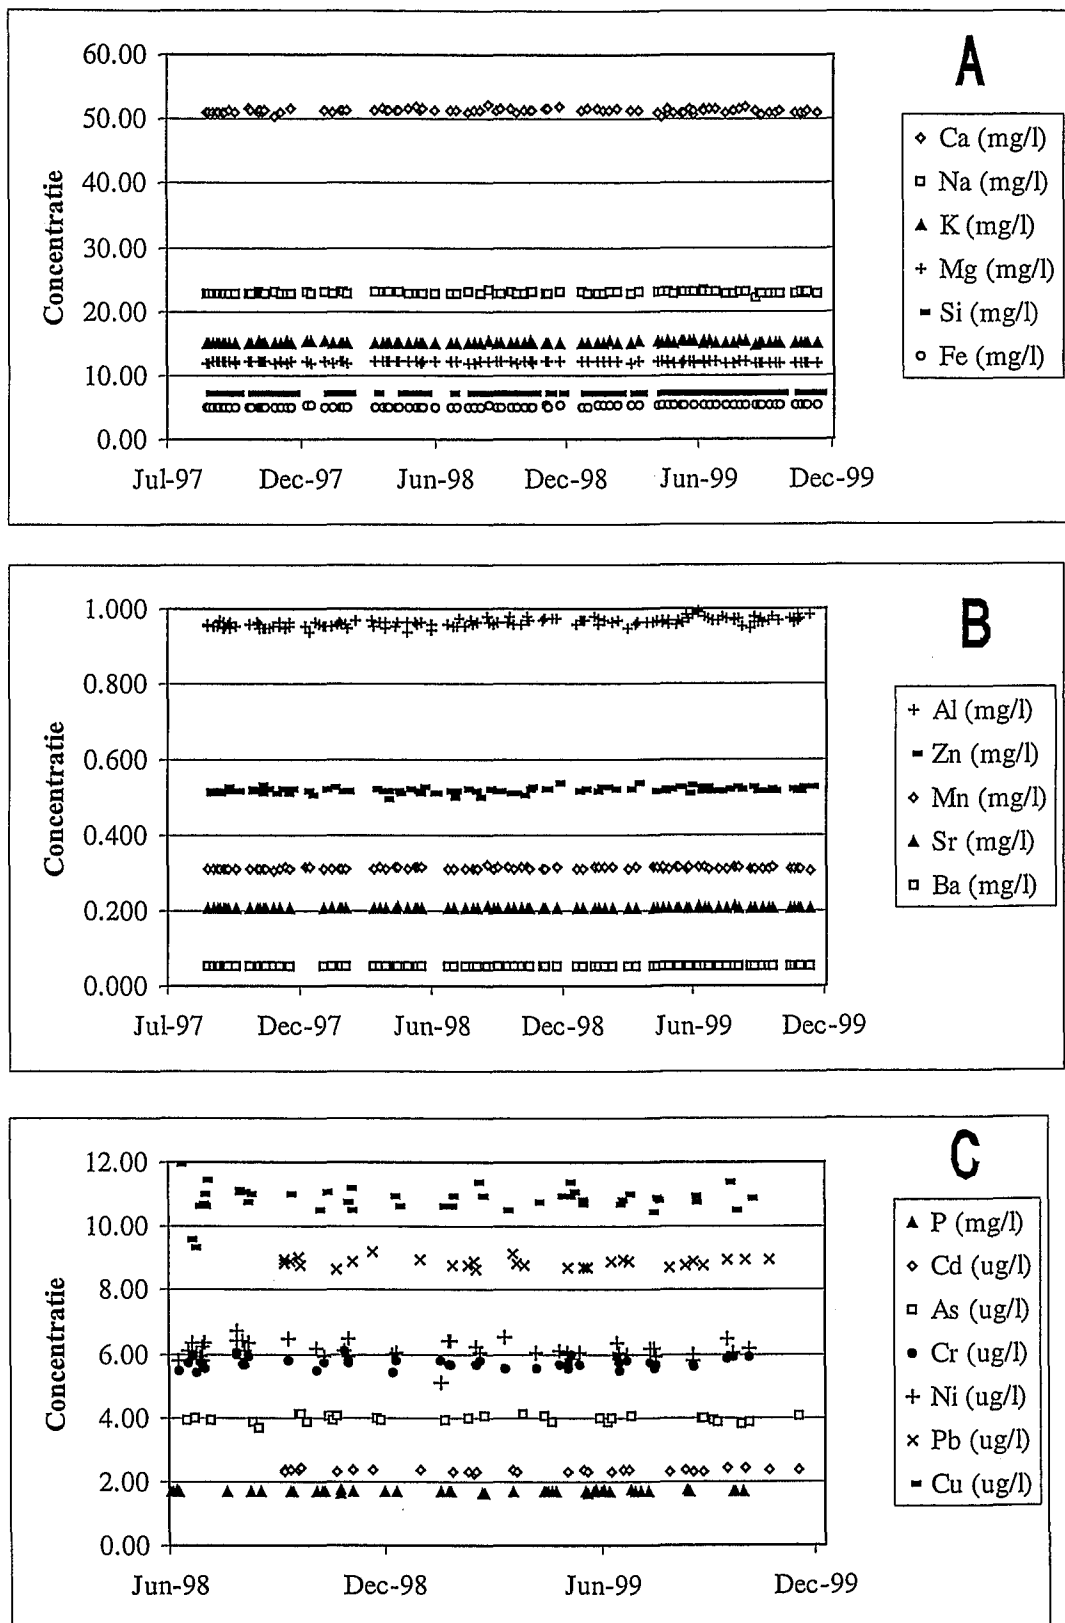 A
60.00
50.00
40.00
30.00
20.00
10.00
0.00
Concentratie
Jul-97 Dec-97 Jun-98 Dec-98 Jun-99 Dec-99
Ca (mg/l)
Na (mg/l)
K (mg/l)
Mg (mg/l)
Si (mg/l)
Fe (mg/l)
B
1.000
0.800
0.600
0.400
0.200
0.000
Concentratie
Jul-97 Dec-97 Jun-98 Dec-98 Jun-99 Dec-99
Al (mg/l)
Zn (mg/l)
Mn (mg/l)
Sr (mg/l)
Ba (mg/l)
C
12.00
10.00
8.00
6.00
4.00
2.00
0.00
Concentratie
Jun-98 Dec-98 Jun-99 Dec-99
P (mg/l)
Cd (ug/l)
As (ug/l)
Cr (ug/l)
Ni (ug/l)
Pb (ug/l)
Cu (ug/l)